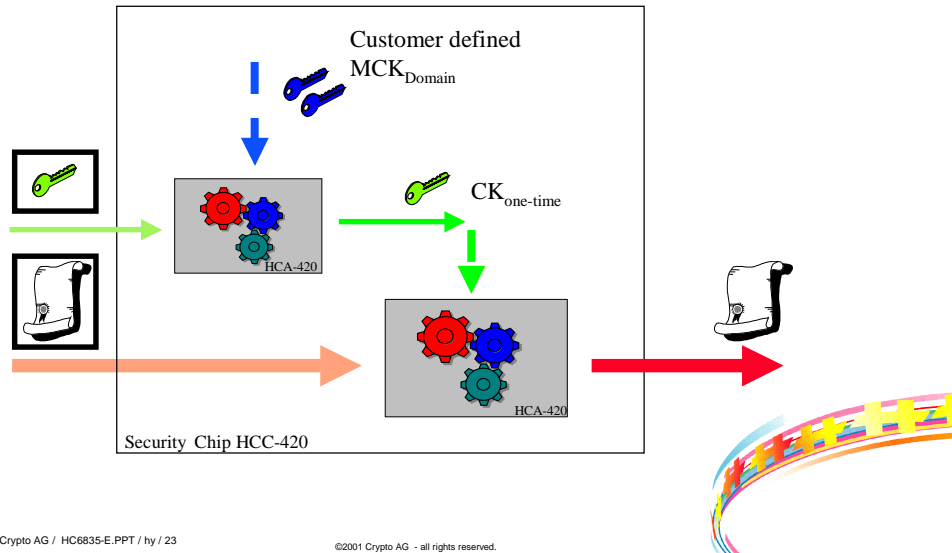 Customer defined
MCK_Domain
CK_one-time
HCA-420
HCA-420
Security Chip HCC-420
Crypto AG / HC6835-E.PPT / hy / 23
©2001 Crypto AG - all rights reserved.